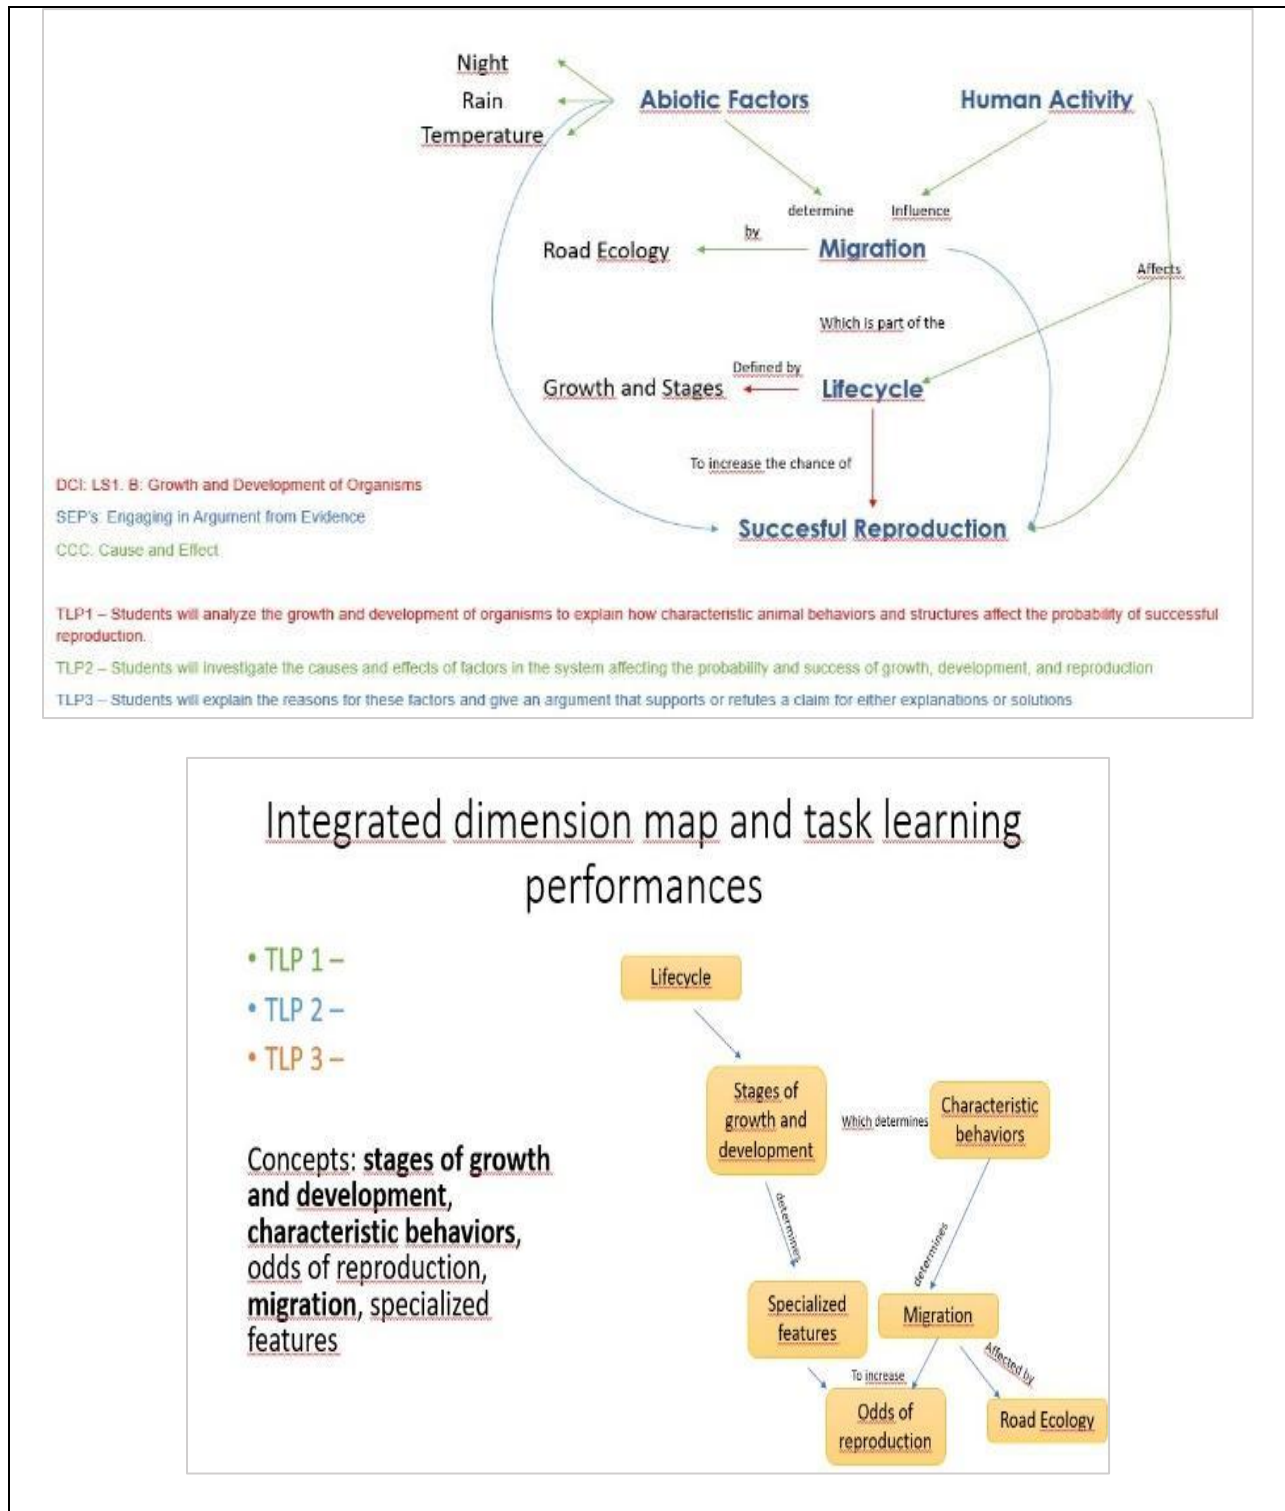 Night
Rain
Temperature
Abiotic Factors
Human Activity
determine
Influence
by
Road Ecology
Migration
Affects
Which is part of the
Defined by
Growth and Stages
Lifecycle
To increase the chance of
DCI: LS1. B: Growth and Development of Organisms
SEP's: Engaging in Argument from Evidence
CCC. Cause and Effect
Succesful Reproduction
TLP1 – Students will analyze the growth and development of organisms to explain how characteristic animal behaviors and structures affect the probability of successful
reproduction.
TLP2 – Students will investigate the causes and effects of factors in the system affecting the probability and success of growth, development, and reproduction
TLP3 – Students will explain the reasons for these factors and give an argument that supports or refutes a claim for either explanations or solutions
Integrated dimension map and task learning
performances
• TLP 1 –
• TLP 2 –
• TLP 3 –
Concepts: stages of growth
and development,
characteristic behaviors,
odds of reproduction,
migration, specialized
features
Lifecycle
Stages of
growth and
development
Which determines
Characteristic
behaviors
determines
determines
Specialized
features
Migration
To increase
Affected by
Odds of
reproduction
Road Ecology